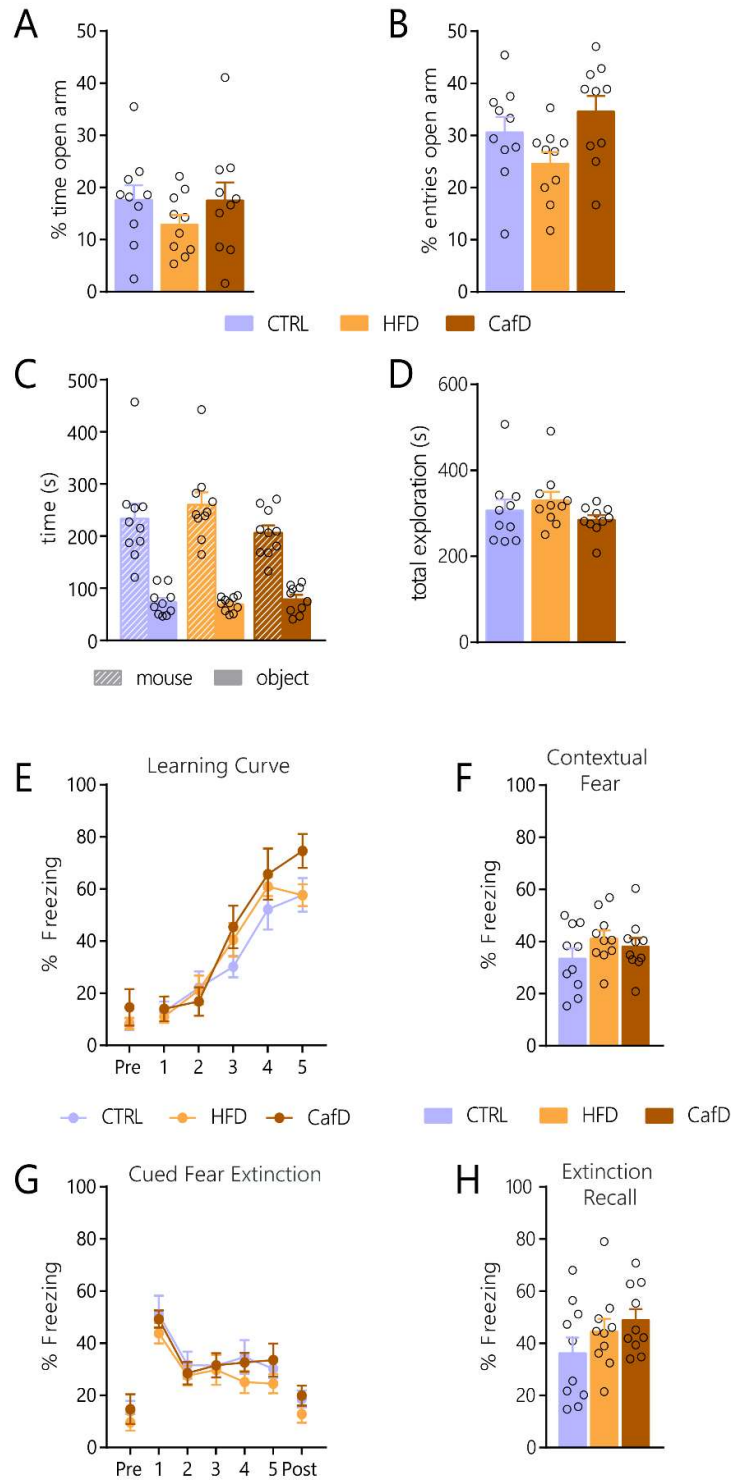 A
% time open arm
50
40
30
20
10
0
B
% entries open arm
50
40
30
20
10
0
CTRL HFD CafD
C
time (s)
500
400
300
200
100
0
mouse object
D
total exploration (s)
600
400
200
0
E
Learning Curve
% Freezing
100
80
60
40
20
0
Pre 1 2 3 4 5
CTRL HFD CafD
F
Contextual
Fear
% Freezing
100
80
60
40
20
0
CTRL HFD CafD
G
Cued Fear Extinction
% Freezing
100
80
60
40
20
0
Pre 1 2 3 4 5 Post
H
Extinction
Recall
% Freezing
100
80
60
40
20
0